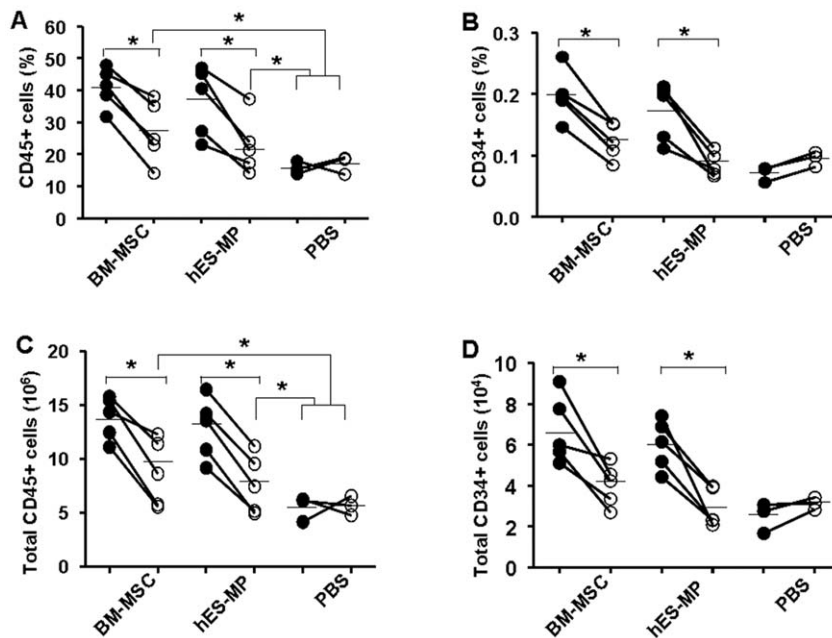 A
CD45+ cells (%)
60
50
40
30
20
10
0
* * * *
BM-MSC
hES-MP
PBS
B
CD34+ cells (%)
0.3
0.2
0.1
0.0
* *
BM-MSC
hES-MP
PBS
C
Total CD45+ cells (10⁶)
20
15
10
5
0
* * * *
BM-MSC
hES-MP
PBS
D
Total CD34+ cells (10⁴)
10
8
6
4
2
0
* *
BM-MSC
hES-MP
PBS